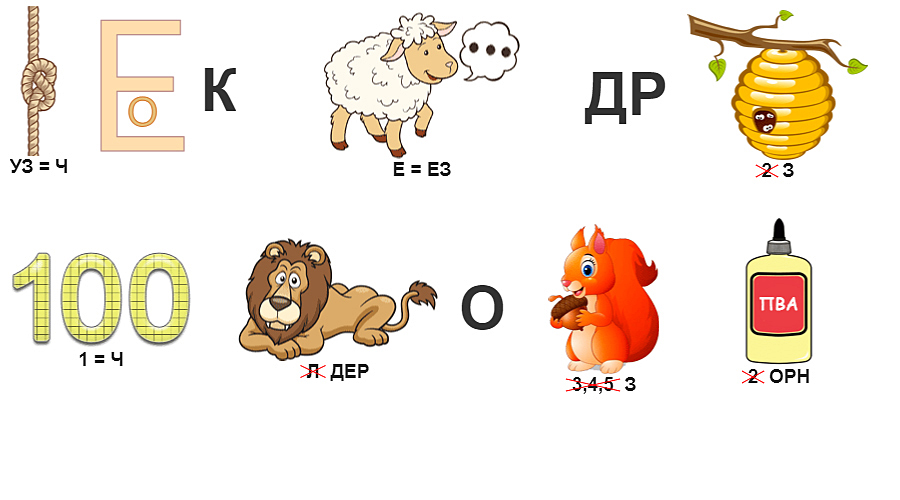 Е О К ДР
УЗ = Ч Е = ЕЗ 2 З
100 О ПВА
1 = Ч Л ДЕР 3,4,5 З 2 ОРН